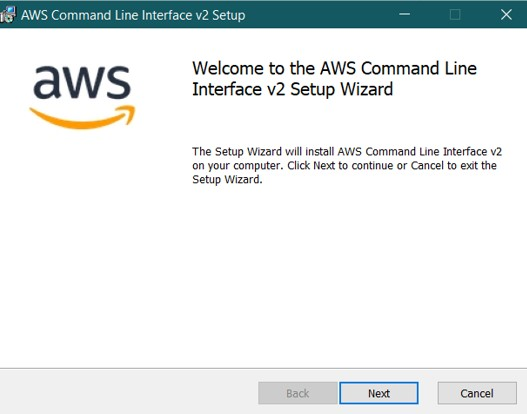 AWS Command Line Interface v2 Setup
aws
Welcome to the AWS Command Line
Interface v2 Setup Wizard
The Setup Wizard will install AWS Command Line Interface v2
on your computer. Click Next to continue or Cancel to exit the
Setup Wizard.
Back
Next
Cancel